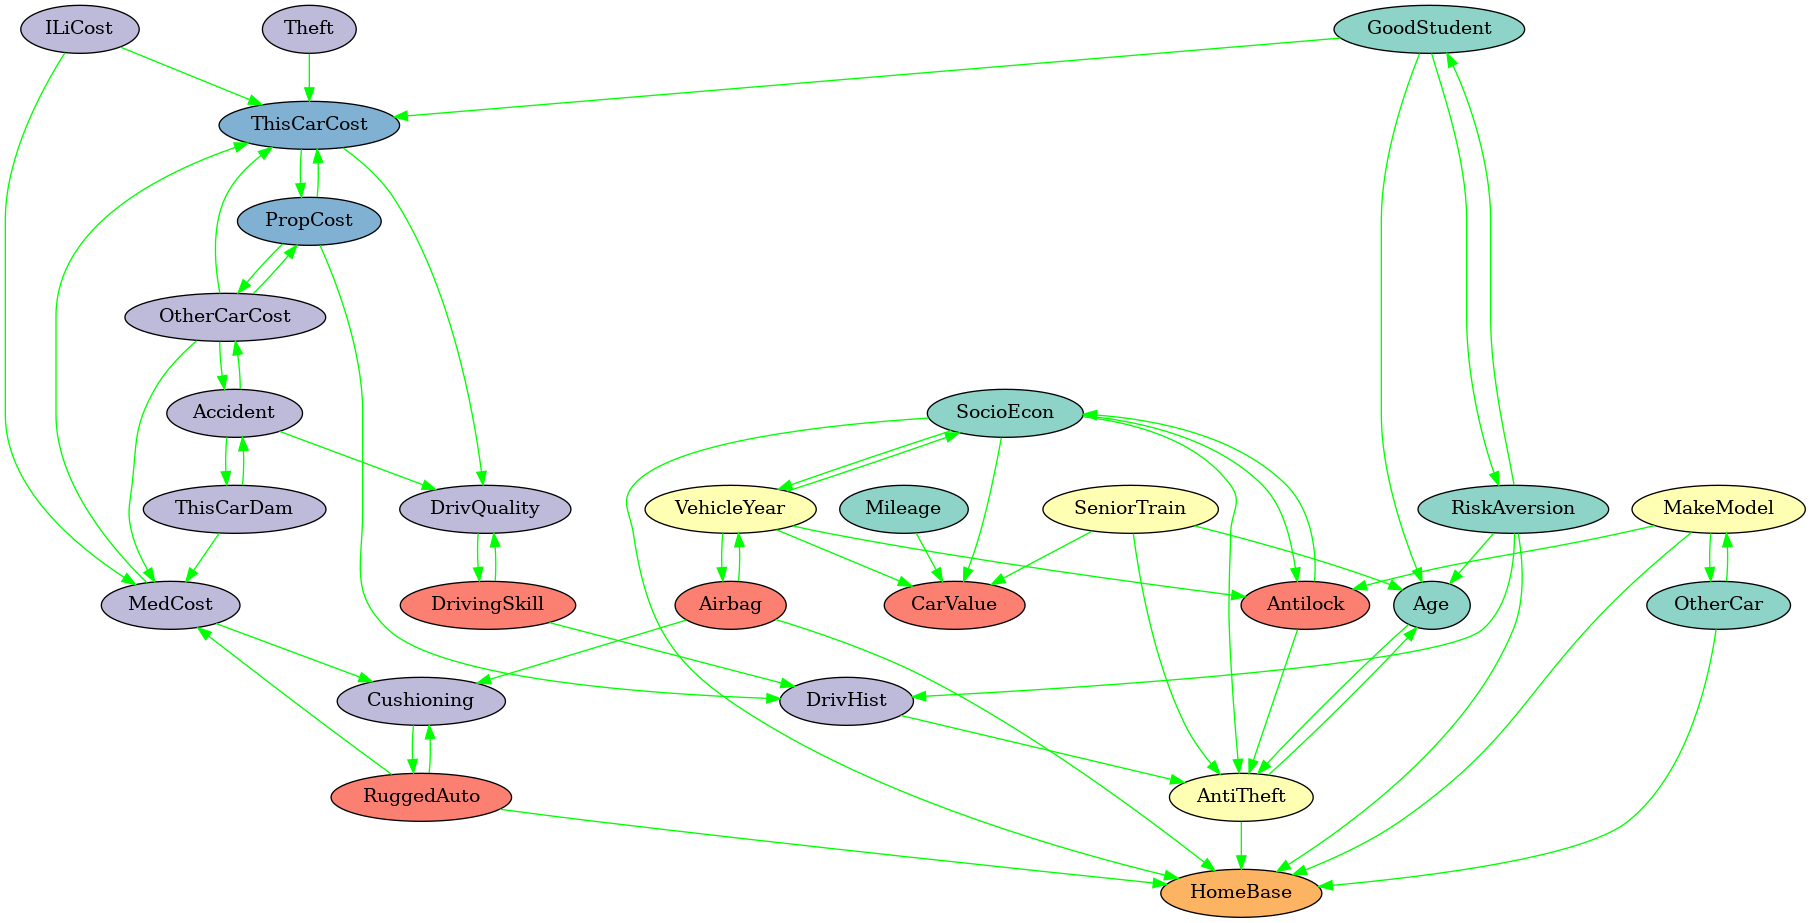 ILiCost
Theft
GoodStudent
ThisCarCost
PropCost
OtherCarCost
Accident
SocioEcon
ThisCarDam
DrivQuality
VehicleYear
Mileage
SeniorTrain
RiskAversion
MakeModel
MedCost
DrivingSkill
Airbag
CarValue
Antilock
Age
OtherCar
Cushioning
DrivHist
RuggedAuto
AntiTheft
HomeBase